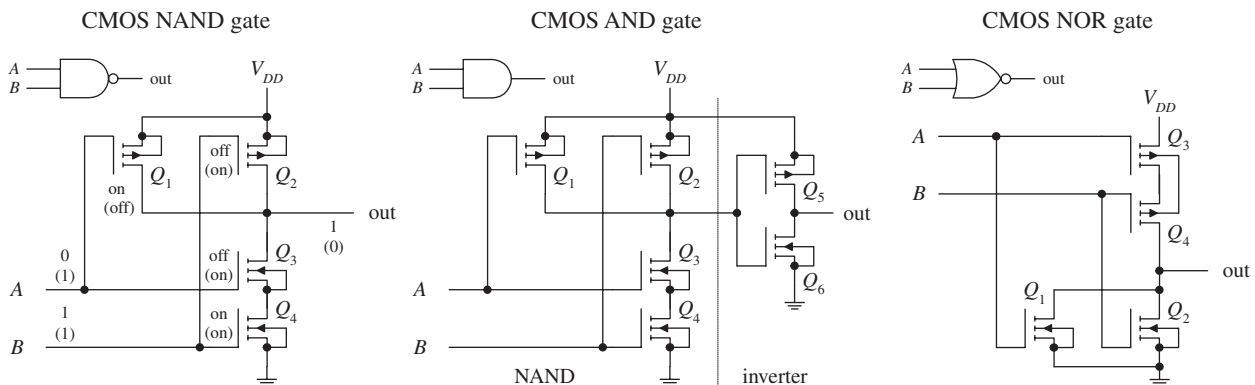 CMOS NAND gate
A
B
out
V_DD
off
(on)
Q_1
Q_2
on
(off)
out
1
(0)
0
(1)
off
(on)
Q_3
A
1
(1)
on
(on)
Q_4
B
CMOS AND gate
A
B
out
V_DD
Q_1
Q_2
Q_5
out
Q_3
Q_6
A
Q_4
B
NAND
inverter
CMOS NOR gate
A
B
out
V_DD
A
Q_3
B
Q_4
out
Q_1
Q_2